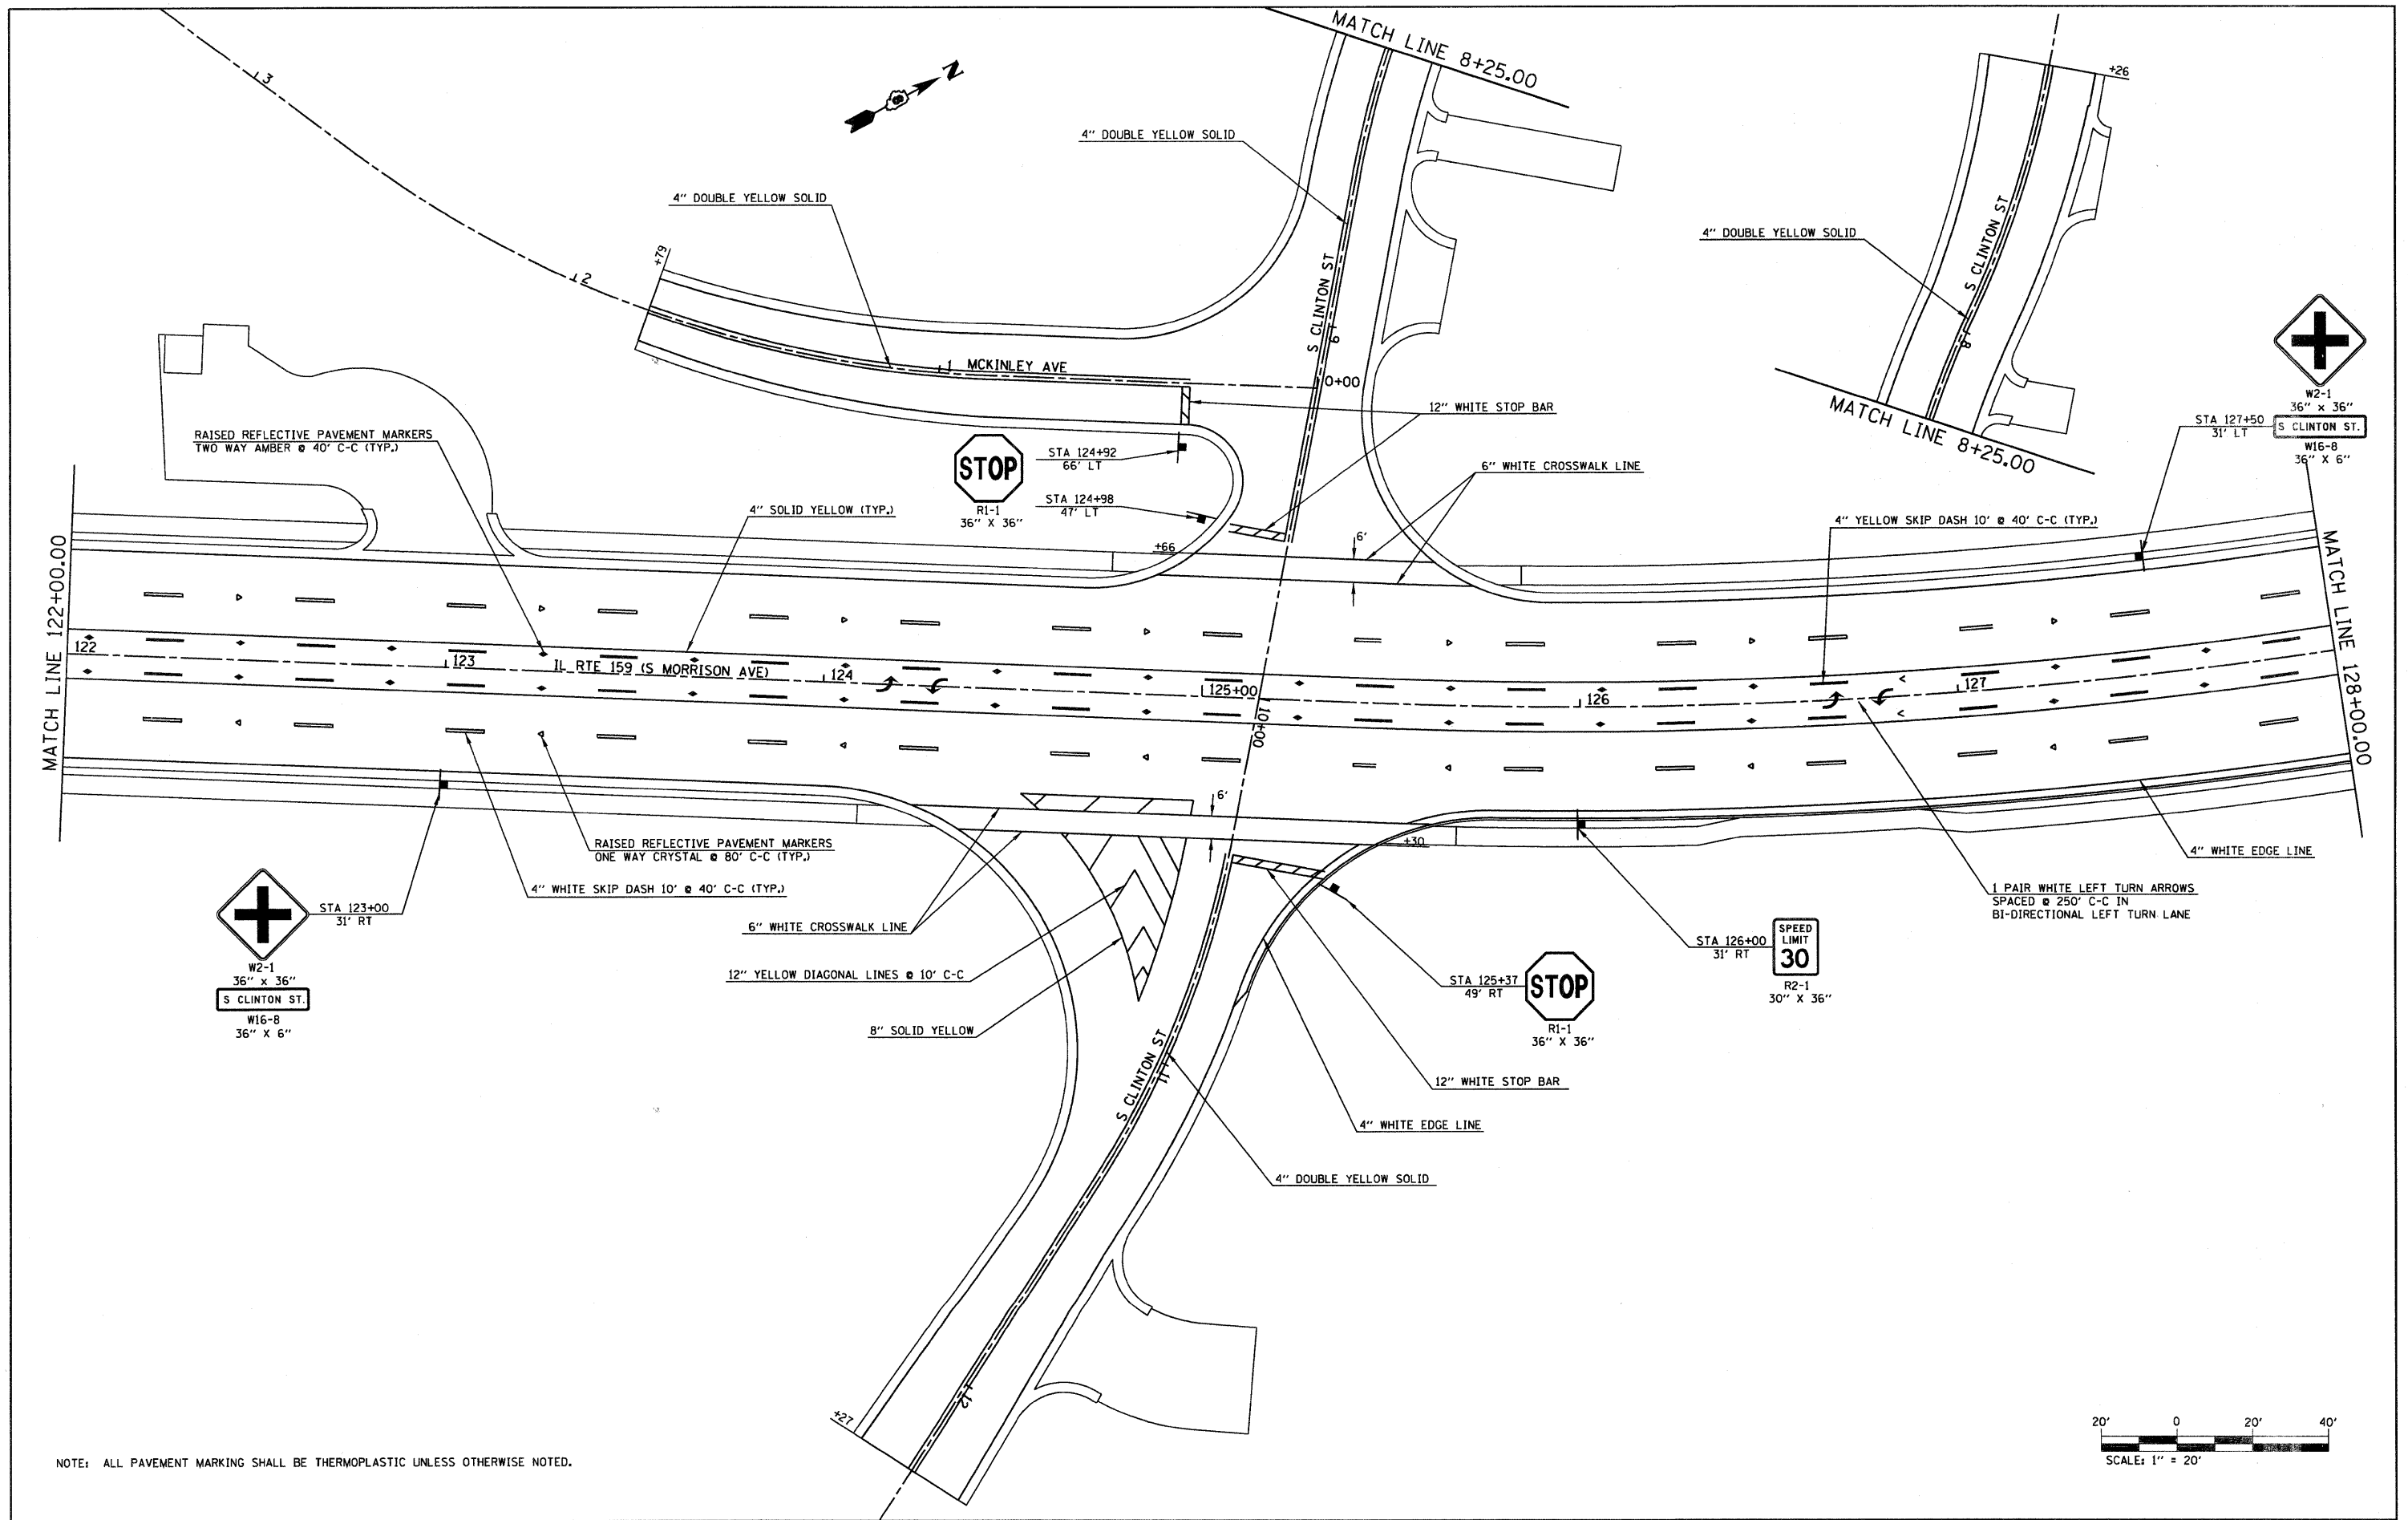 MATCH LINE 8+25.00
3
N
+26
4" DOUBLE YELLOW SOLID
4" DOUBLE YELLOW SOLID
4" DOUBLE YELLOW SOLID
+79
2
S CLINTON ST
S CLINTON ST
9
8
1 MCKINLEY AVE
0+00
12" WHITE STOP BAR
MATCH LINE 8+25.00
W2-1
36" x 36"
STA 127+50
31' LT
S CLINTON ST.
W16-8
36" X 6"
RAISED REFLECTIVE PAVEMENT MARKERS
TWO WAY AMBER @ 40' C-C (TYP.)
STOP
R1-1
36" X 36"
STA 124+92
66' LT
STA 124+98
47' LT
6" WHITE CROSSWALK LINE
4" SOLID YELLOW (TYP.)
4" YELLOW SKIP DASH 10' @ 40' C-C (TYP.)
+66
6'
MATCH LINE 122+00.00
MATCH LINE 128+00.00
122
123
IL RTE 159 (S MORRISON AVE)
124
125+00
10+00
126
127
6'
+30
RAISED REFLECTIVE PAVEMENT MARKERS
ONE WAY CRYSTAL @ 80' C-C (TYP.)
4" WHITE SKIP DASH 10' @ 40' C-C (TYP.)
4" WHITE EDGE LINE
1 PAIR WHITE LEFT TURN ARROWS
SPACED @ 250' C-C IN
BI-DIRECTIONAL LEFT TURN LANE
STA 123+00
31' RT
W2-1
36" x 36"
S CLINTON ST.
W16-8
36" X 6"
6" WHITE CROSSWALK LINE
12" YELLOW DIAGONAL LINES @ 10' C-C
8" SOLID YELLOW
STA 126+00
31' RT
SPEED
LIMIT
30
R2-1
30" X 36"
STA 125+37
49' RT
STOP
R1-1
36" X 36"
S CLINTON ST
11
12" WHITE STOP BAR
4" WHITE EDGE LINE
4" DOUBLE YELLOW SOLID
12
+27
NOTE: ALL PAVEMENT MARKING SHALL BE THERMOPLASTIC UNLESS OTHERWISE NOTED.
20' 0 20' 40'
SCALE: 1" = 20'